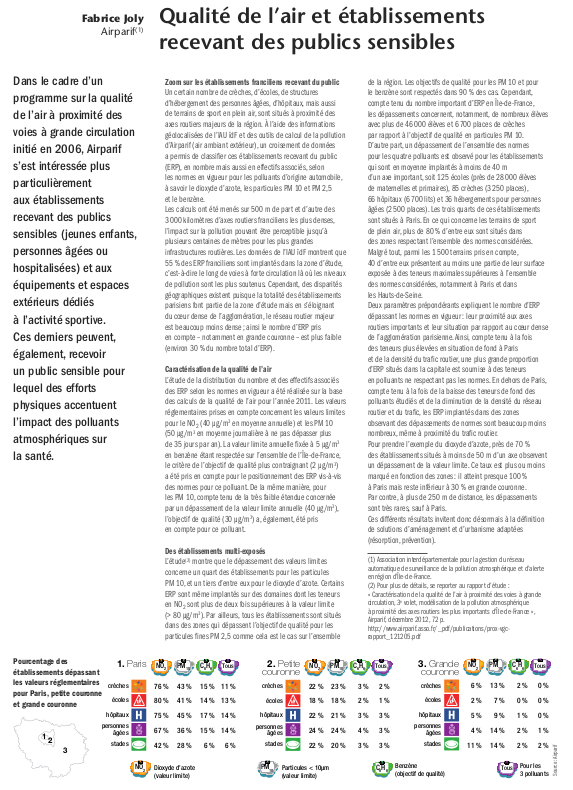 Fabrice Joly
Airparif(1)
Qualité de l'air et établissements
recevant des publics sensibles
Dans le cadre d'un
programme sur la qualité
de l'air à proximité des
voies à grande circulation
initié en 2006, Airparif
s'est intéressée plus
particulièrement
aux établissements
recevant des publics
sensibles (jeunes enfants,
personnes âgées ou
hospitalisées) et aux
équipements et espaces
extérieurs dédiés
à l'activité sportive.
Ces derniers peuvent,
également, recevoir
un public sensible pour
lequel des efforts
physiques accentuent
l'impact des polluants
atmosphériques sur
la santé.
Zoom sur les établissements franciliens recevant du public
Un certain nombre de crèches, d'écoles, de structures
d'hébergement des personnes âgées, d'hôpitaux, mais aussi
de terrains de sport en plein air, sont situés à proximité des
axes routiers majeurs de la région. À l'aide des informations
géolocalisées de l'IAU îdF et des outils de calcul de la pollution
d'Airparif (air ambiant extérieur), un croisement de données
a permis de classifier ces établissements recevant du public
(ERP), en nombre mais aussi en effectifs associés, selon
les normes en vigueur pour les polluants d'origine automobile,
à savoir le dioxyde d'azote, les particules PM 10 et PM 2,5
et le benzène.
Les calculs ont été menés sur 500 m de part et d'autre des
3 000 kilomètres d'axes routiers franciliens les plus denses,
l'impact sur la pollution pouvant être perceptible jusqu'à
plusieurs centaines de mètres pour les plus grandes
infrastructures routières. Les données de l'IAU îdF montrent que
55 % des ERP franciliens sont implantés dans la zone d'étude,
c'est-à-dire le long de voies à forte circulation là où les niveaux
de pollution sont les plus soutenus. Cependant, des disparités
géographiques existent puisque la totalité des établissements
parisiens font partie de la zone d'étude mais en s'éloignant
du cœur dense de l'agglomération, le réseau routier majeur
est beaucoup moins dense ; ainsi le nombre d'ERP pris
en compte – notamment en grande couronne – est plus faible
(environ 30 % du nombre total d'ERP).
Caractérisation de la qualité de l'air
L'étude de la distribution du nombre et des effectifs associés
des ERP selon les normes en vigueur a été réalisée sur la base
des calculs de la qualité de l'air pour l'année 2011. Les valeurs
réglementaires prises en compte concernent les valeurs limites
pour le NO2 (40 µg/m3 en moyenne annuelle) et les PM 10
(50 µg/m3 en moyenne journalière à ne pas dépasser plus
de 35 jours par an). La valeur limite annuelle fixée à 5 µg/m3
en benzène étant respectée sur l'ensemble de l'Île-de-France,
le critère de l'objectif de qualité plus contraignant (2 µg/m3)
a été pris en compte pour le positionnement des ERP vis-à-vis
des normes pour ce polluant. De la même manière, pour
les PM 10, compte tenu de la très faible étendue concernée
par un dépassement de la valeur limite annuelle (40 µg/m3),
l'objectif de qualité (30 µg/m3) a, également, été pris
en compte pour ce polluant.
Des établissements multi-exposés
L'étude(2) montre que le dépassement des valeurs limites
concerne un quart des établissements pour les particules
PM 10, et un tiers d'entre eux pour le dioxyde de azote. Certains
ERP sont même implantés sur des domaines dont les teneurs
en NO2 sont plus de deux fois supérieures à la valeur limite
(> 80 µg/m3). Par ailleurs, tous les établissements sont situés
dans des zones qui dépassent l'objectif de qualité pour les
particules fines PM 2,5 comme cela est le cas sur l'ensemble
de la région. Les objectifs de qualité pour les PM 10 et pour
le benzène sont respectés dans 90 % des cas. Cependant,
compte tenu du nombre important d'ERP en Île-de-France,
les dépassements concernent, notamment, de nombreux élèves
avec plus de 46 000 élèves et 6 700 places de crèches
par rapport à l'objectif de qualité en particules PM 10.
D'autre part, un dépassement de l'ensemble des normes
pour les quatre polluants est observé pour les établissements
qui sont en moyenne implantés à moins de 40 m
d'un axe important, soit 125 écoles (près de 28 000 élèves
de maternelles et primaires), 85 crèches (3 250 places),
66 hôpitaux (6 700 lits) et 36 hébergements pour personnes
âgées (2 500 places). Les trois quarts de ces établissements
sont situés à Paris. En ce qui concerne les terrains de sport
de plein air, plus de 80 % d'entre eux sont situés dans
des zones respectant l'ensemble des normes considérées.
Malgré tout, parmi les 1 500 terrains pris en compte,
40 d'entre eux présentent au moins une partie de leur surface
exposée à des teneurs maximales supérieures à l'ensemble
des normes considérées, notamment à Paris et dans
les Hauts-de-Seine.
Deux paramètres prépondérants expliquent le nombre d'ERP
dépassant les normes en vigueur : leur proximité aux axes
routiers importants et leur situation par rapport au cœur dense
de l'agglomération parisienne. Ainsi, compte tenu à la fois
des teneurs plus élevées en situation de fond à Paris
et de la densité du trafic routier, une plus grande proportion
d'ERP situés dans la capitale est soumise à des teneurs
en polluants ne respectant pas les normes. En dehors de Paris,
compte tenu à la fois de la baisse des teneurs de fond des
polluants étudiés et de la diminution de la densité du réseau
routier et du trafic, les ERP implantés dans des zones
observant des dépassements de normes sont beaucoup moins
nombreux, même à proximité du trafic routier.
Pour prendre l'exemple du dioxyde d'azote, près de 70 %
des établissements situés à moins de 50 m d'un axe observent
un dépassement de la valeur limite. Ce taux est plus ou moins
marqué en fonction des zones : il atteint presque 100 %
à Paris mais reste inférieur à 30 % en grande couronne.
Par contre, à plus de 250 m de distance, les dépassements
sont très rares, sauf à Paris.
Ces différents résultats invitent donc désormais à la définition
de solutions d'aménagement et d'urbanisme adaptées
(résorption, prévention).
(1) Association interdépartementale pour la gestion du réseau
automatique de surveillance de la pollution atmosphérique et d'alerte
en région d'Île-de-France.
(2) Pour plus de détails, se reporter au rapport d'étude :
« Caractérisation de la qualité de l'air à proximité des voies à grande
circulation, 3e volet, modélisation de la pollution atmosphérique
à proximité des axes routiers les plus importants d'Île-de-France »,
Airparif, décembre 2012, 72 p.
http://www.airparif.asso.fr/_pdf/publications/prox-vgc-
rapport_121205.pdf
Pourcentage des
établissements dépassant
les valeurs réglementaires
pour Paris, petite couronne
et grande couronne
1 2
3
1. Paris NO2 PM10 C6H6 Tous
crèches 76 % 43 % 15 % 11 %
écoles 80 % 41 % 14 % 13 %
hôpitaux H 75 % 45 % 17 % 14 %
personnes âgées 67 % 36 % 15 % 14 %
stades 42 % 28 % 6 % 6 %
2. Petite couronne NO2 PM10 C6H6 Tous
crèches 22 % 23 % 3 % 2 %
écoles 18 % 18 % 2 % 1 %
hôpitaux H 22 % 21 % 3 % 3 %
personnes âgées 24 % 24 % 4 % 3 %
stades 22 % 20 % 3 % 2 %
3. Grande couronne NO2 PM10 C6H6 Tous
crèches 6 % 13 % 2 % 0 %
écoles 2 % 7 % 0 % 0 %
hôpitaux H 5 % 9 % 1 % 0 %
personnes âgées 4 % 14 % 2 % 1 %
stades 11 % 14 % 2 % 2 %
NO2 Dioxyde d'azote
(valeur limite)
PM10 Particules < 10µm
(valeur limite)
C6H6 Benzène
(objectif de qualité)
Tous Pour les
3 polluants
Source : Airparif